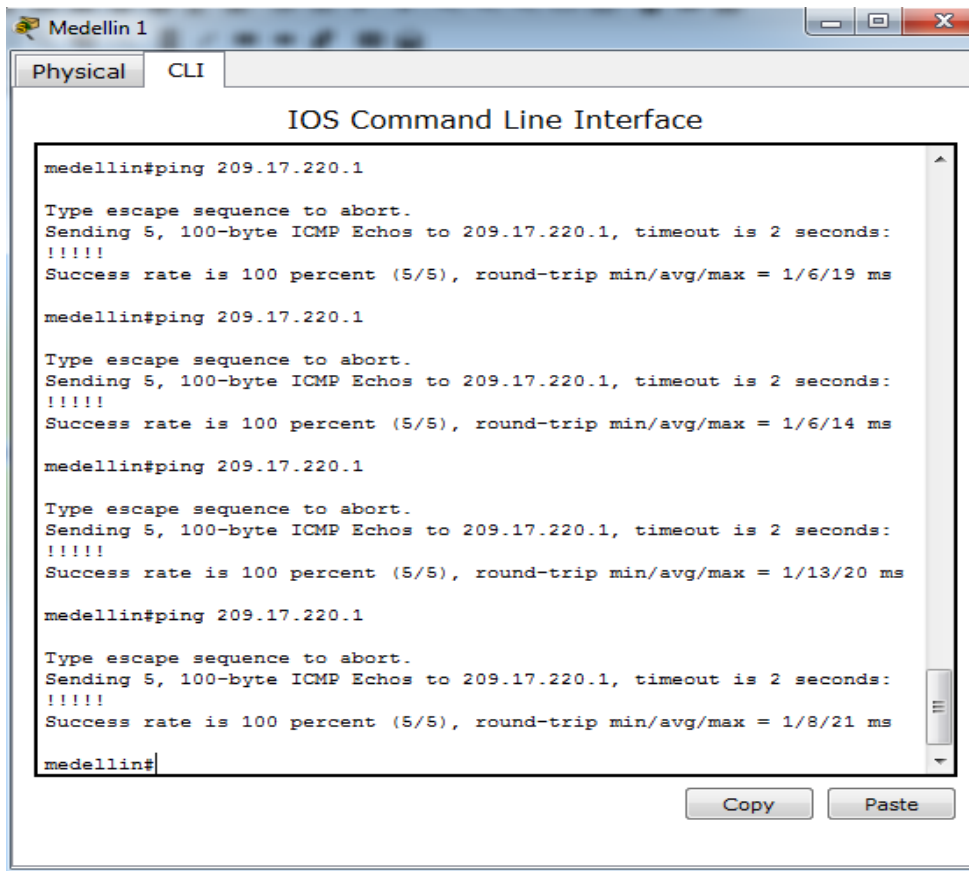 Medellin 1
Physical CLI
IOS Command Line Interface
medellin#ping 209.17.220.1
Type escape sequence to abort.
Sending 5, 100-byte ICMP Echos to 209.17.220.1, timeout is 2 seconds:
!!!!!
Success rate is 100 percent (5/5), round-trip min/avg/max = 1/6/19 ms
medellin#ping 209.17.220.1
Type escape sequence to abort.
Sending 5, 100-byte ICMP Echos to 209.17.220.1, timeout is 2 seconds:
!!!!!
Success rate is 100 percent (5/5), round-trip min/avg/max = 1/6/14 ms
medellin#ping 209.17.220.1
Type escape sequence to abort.
Sending 5, 100-byte ICMP Echos to 209.17.220.1, timeout is 2 seconds:
!!!!!
Success rate is 100 percent (5/5), round-trip min/avg/max = 1/13/20 ms
medellin#ping 209.17.220.1
Type escape sequence to abort.
Sending 5, 100-byte ICMP Echos to 209.17.220.1, timeout is 2 seconds:
!!!!!
Success rate is 100 percent (5/5), round-trip min/avg/max = 1/8/21 ms
medellin#
Copy Paste